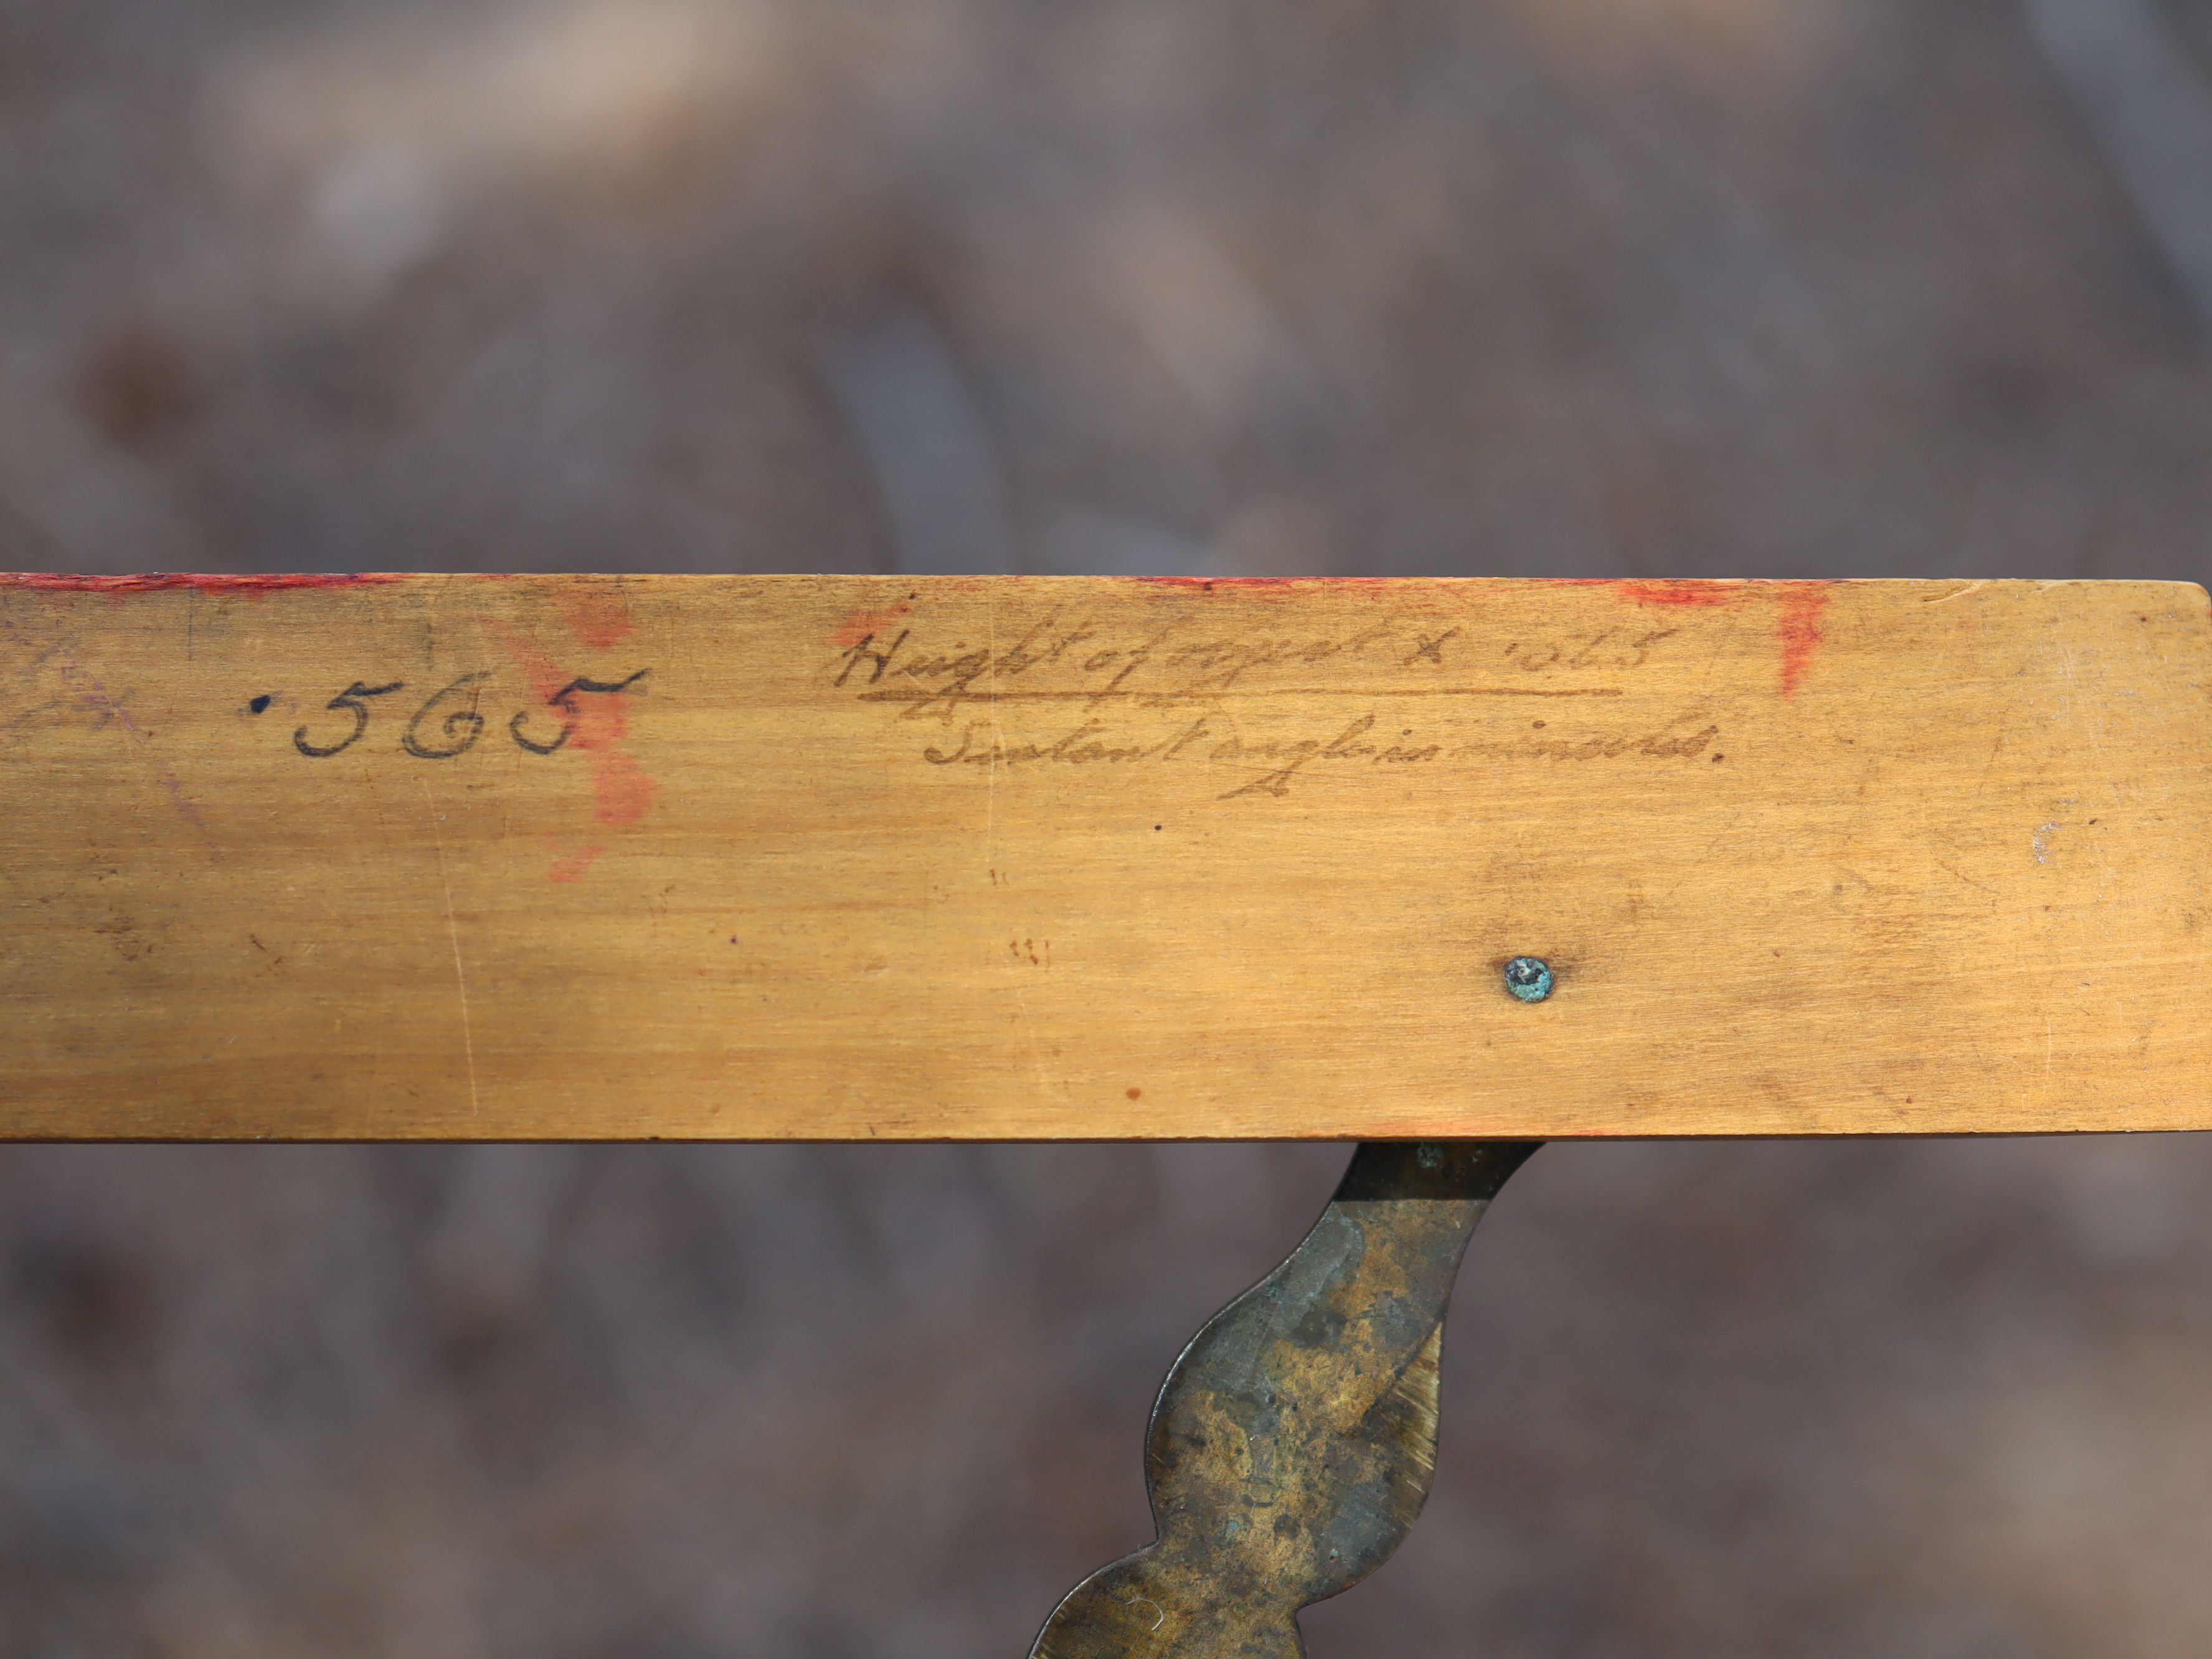 ·565
Height of object × ·565
Sextant angle in minutes.